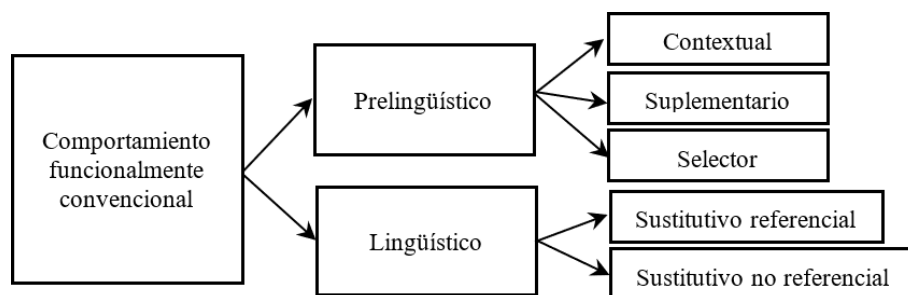 Comportamiento
funcionalmente
convencional
Prelingüístico
Contextual
Suplementario
Selector
Lingüístico
Sustitutivo referencial
Sustitutivo no referencial